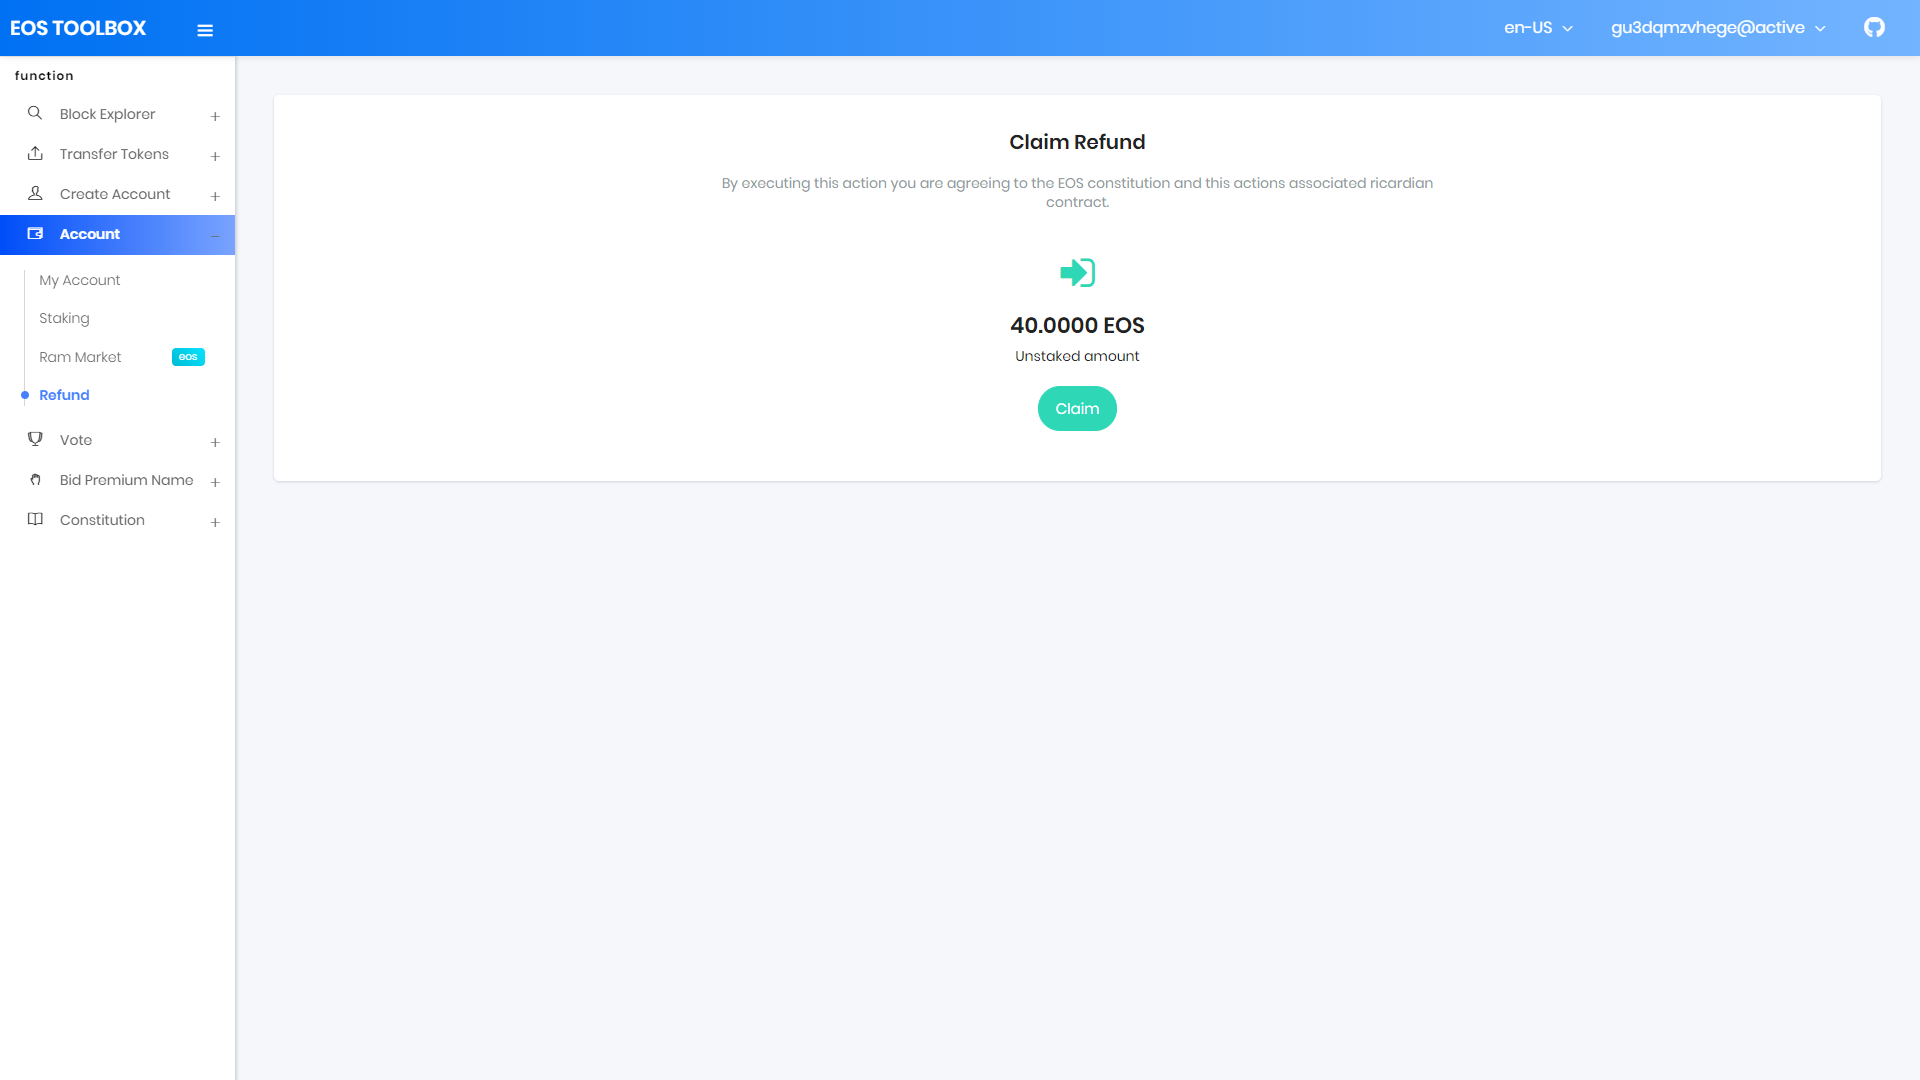 EOS TOOLBOX
en-US
gu3dqmzvhege@active
function
Block Explorer
Transfer Tokens
Create Account
Account
My Account
Staking
Ram Market
eos
Refund
Vote
Bid Premium Name
Constitution
Claim Refund
By executing this action you are agreeing to the EOS constitution and this actions associated ricardian
contract.
40.0000 EOS
Unstaked amount
Claim